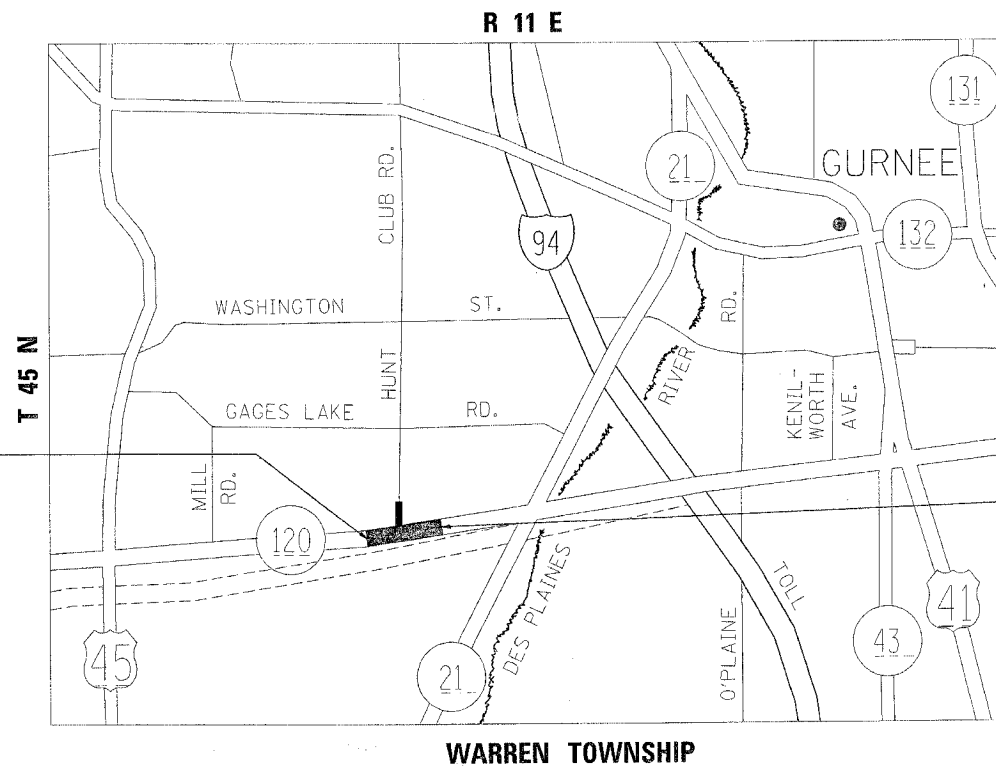 R 11 E
131
21
GURNEE
CLUB RD.
94
132
WASHINGTON ST.
RD.
T 45 N
HUNT
RIVER
KENIL-
WORTH
AVE.
GAGES LAKE RD.
MILL
RD.
120
TOLL
DES PLAINES
41
45
21
O'PLAINE
43
WARREN TOWNSHIP